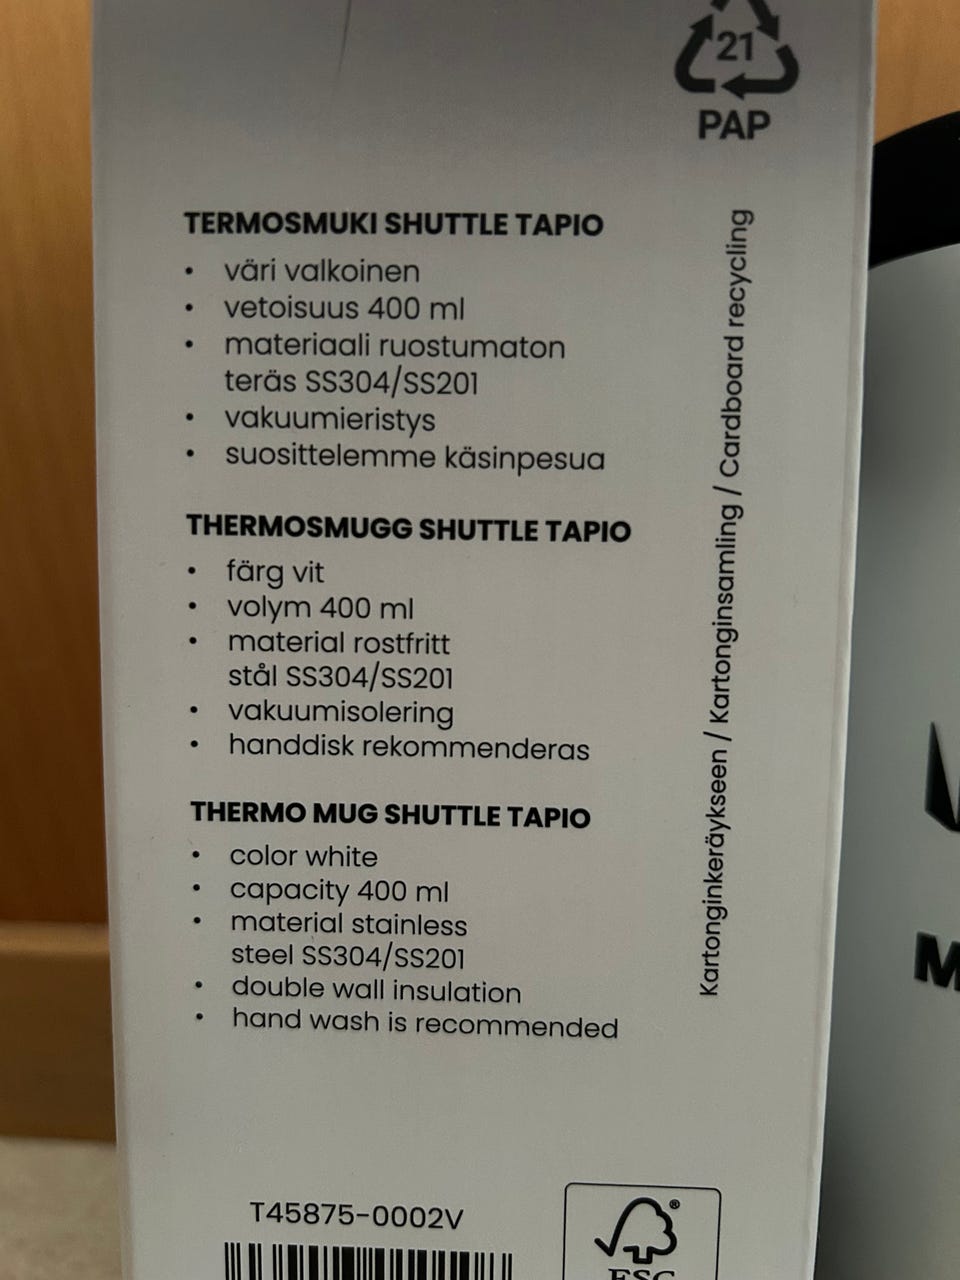 21
PAP
TERMOSMUKI SHUTTLE TAPIO
• väri valkoinen
• vetoisuus 400 ml
• materiaali ruostumaton
teräs SS304/SS201
• vakuumieristys
• suosittelemme käsinpesua
THERMOSMUGG SHUTTLE TAPIO
• färg vit
• volym 400 ml
• material rostfritt
stål SS304/SS201
• vakuumisolering
• handdisk rekommenderas
THERMO MUG SHUTTLE TAPIO
• color white
• capacity 400 ml
• material stainless
steel SS304/SS201
• double wall insulation
• hand wash is recommended
Kartonginkeräykseen / Kartonginsamling / Cardboard recycling
T45875-0002V
®
FSC
M